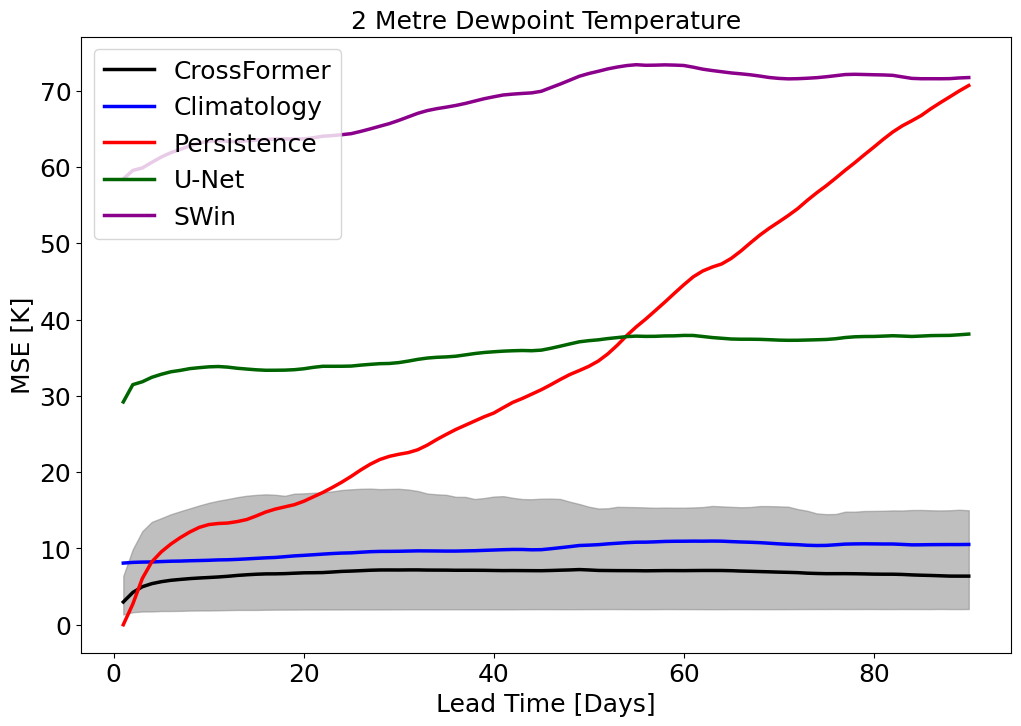 2 Metre Dewpoint Temperature
CrossFormer
Climatology
Persistence
U-Net
SWin
MSE [K]
70
60
50
40
30
20
10
0
0 20 40 60 80
Lead Time [Days]